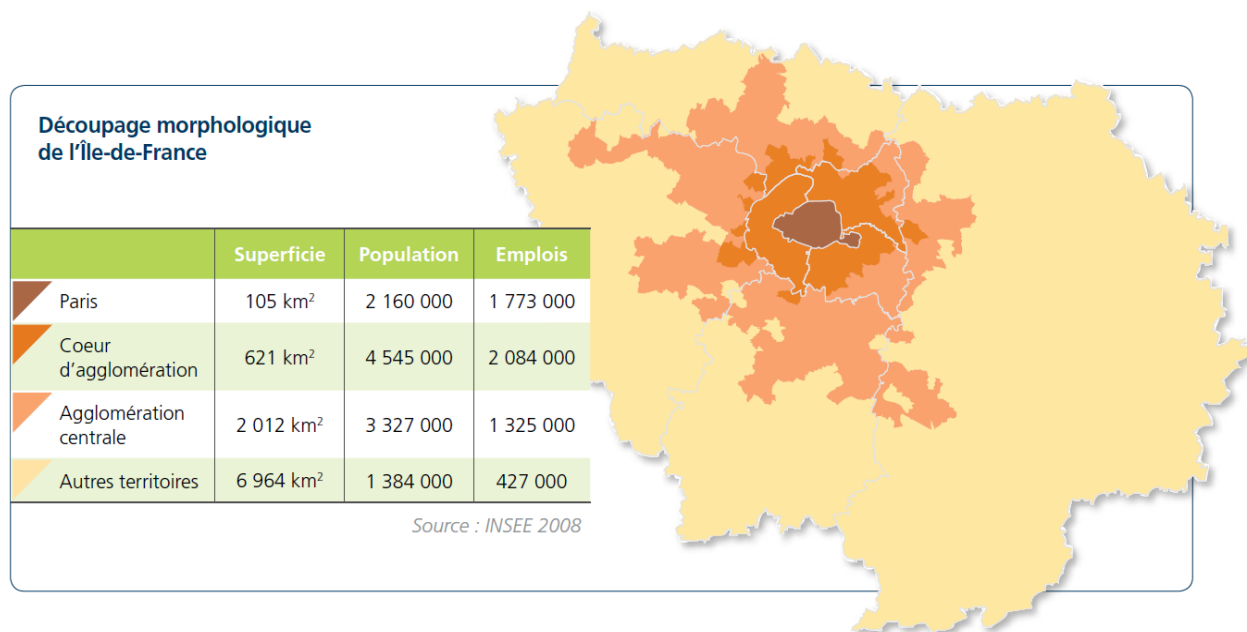 Découpage morphologique
de l'Île-de-France
Superficie Population Emplois
Paris 105 km² 2 160 000 1 773 000
Coeur
d'agglomération 621 km² 4 545 000 2 084 000
Agglomération
centrale 2 012 km² 3 327 000 1 325 000
Autres territoires 6 964 km² 1 384 000 427 000
Source : INSEE 2008